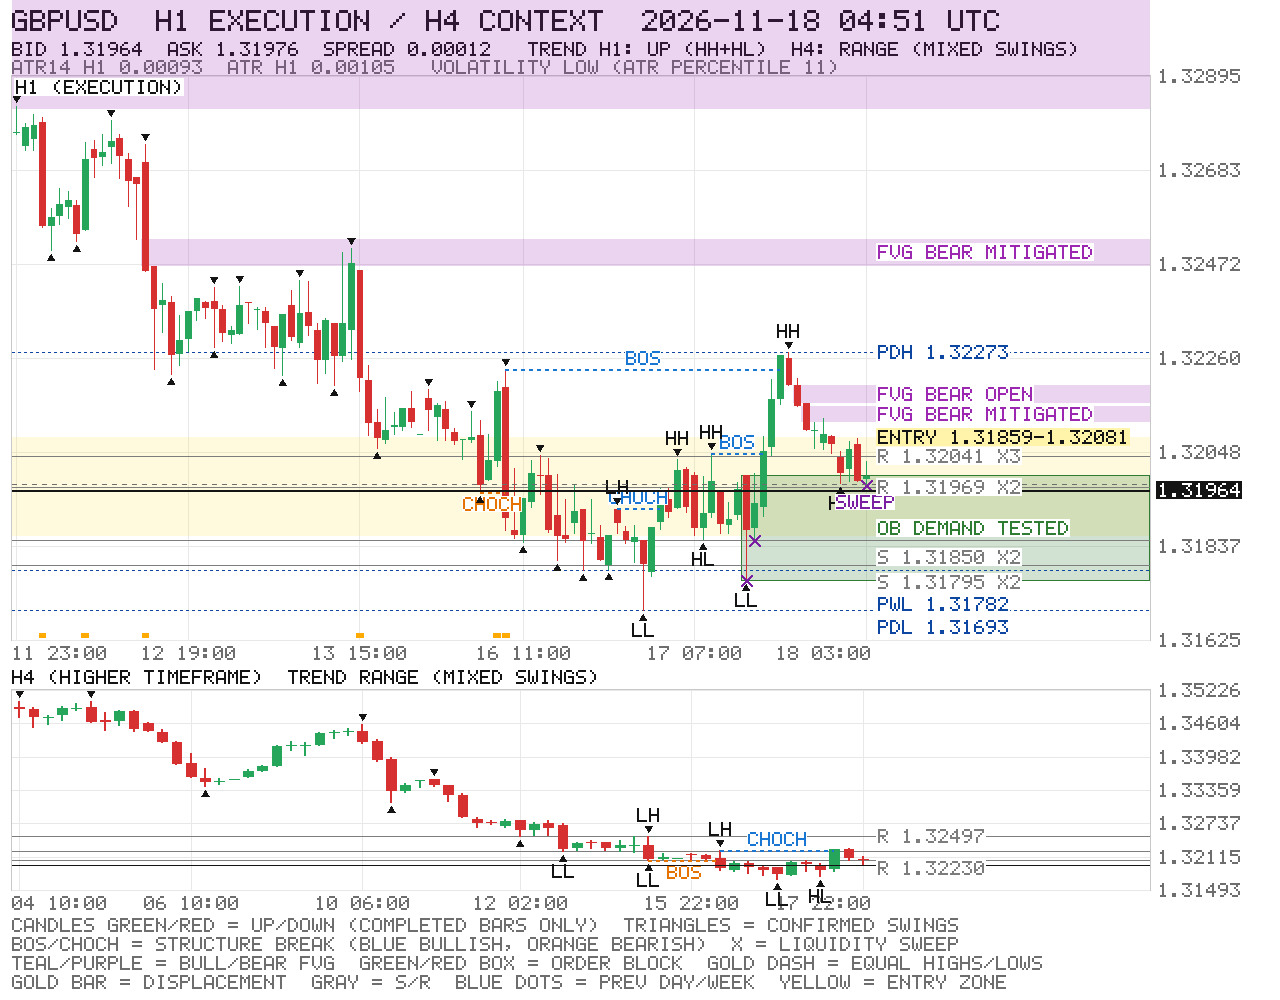 GBPUSD  H1 EXECUTION / H4 CONTEXT  2026-11-18 04:51 UTC
BID 1.31964  ASK 1.31976  SPREAD 0.00012   TREND H1: UP (HH+HL)  H4: RANGE (MIXED SWINGS)
ATR14 H1 0.00093  ATR H1 0.00105   VOLATILITY LOW (ATR PERCENTILE 11)
1.32895
H1 (EXECUTION)
1.32683
FVG BEAR MITIGATED
1.32472
HH
BOS
PDH 1.32273
1.32260
FVG BEAR OPEN
FVG BEAR MITIGATED
HH
HH
BOS
ENTRY 1.31859-1.32081
R 1.32041 X3
1.32048
LH
R 1.31969 X2
1.31964
CHOCH
CHOCH
SWEEP
OB DEMAND TESTED
1.31837
HL
S 1.31850 X2
S 1.31795 X2
LL
PWL 1.31782
LL
PDL 1.31693
1.31625
11 23:00
12 19:00
13 15:00
16 11:00
17 07:00
18 03:00
H4 (HIGHER TIMEFRAME)  TREND RANGE (MIXED SWINGS)
1.35226
1.34604
1.33982
1.33359
1.32737
LH
LH
CHOCH
R 1.32497
1.32115
LL
LL
BOS
R 1.32230
1.31493
LL
HL
04 10:00
06 10:00
10 06:00
12 02:00
15 22:00
17 22:00
CANDLES GREEN/RED = UP/DOWN (COMPLETED BARS ONLY)  TRIANGLES = CONFIRMED SWINGS
BOS/CHOCH = STRUCTURE BREAK (BLUE BULLISH, ORANGE BEARISH)  X = LIQUIDITY SWEEP
TEAL/PURPLE = BULL/BEAR FVG  GREEN/RED BOX = ORDER BLOCK  GOLD DASH = EQUAL HIGHS/LOWS
GOLD BAR = DISPLACEMENT  GRAY = S/R  BLUE DOTS = PREV DAY/WEEK  YELLOW = ENTRY ZONE